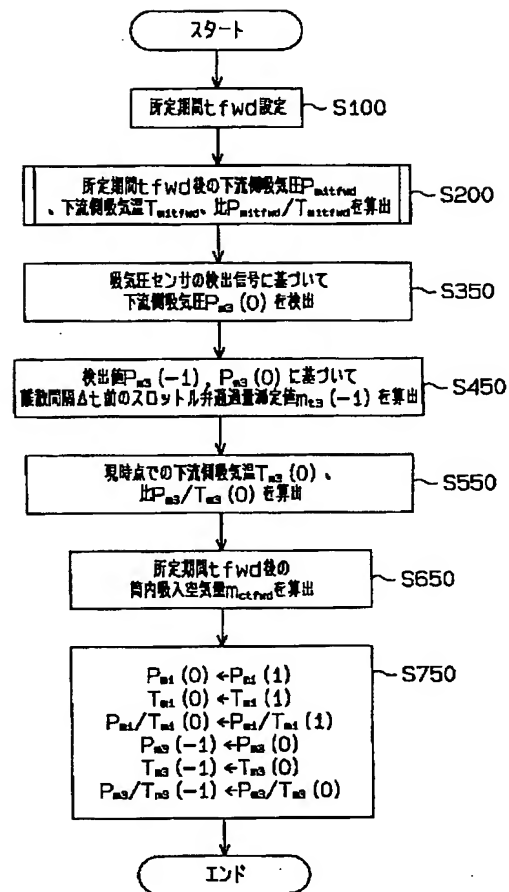 スタート
所定期間tfwd設定
S100
所定期間tfwd後の下流側吸気圧Pmitfwd
、下流側吸気温Tmitfwd、比Pmitfwd/Tmitfwdを算出
S200
吸気圧センサの検出信号に基づいて
下流側吸気圧Pm3(0)を検出
S350
検出値Pm3(-1), Pm3(0)に基づいて
離散間隔Δt前のスロットル弁通過量測定値mt3(-1)を算出
S450
現時点での下流側吸気温Tm3(0)、
比Pm3/Tm3(0)を算出
S550
所定期間tfwd後の
筒内吸入空気量mctfwdを算出
S650
Pmi(0)←Pmi(1)
Tmi(0)←Tmi(1)
Pmi/Tmi(0)←Pmi/Tmi(1)
Pm3(-1)←Pm3(0)
Tm3(-1)←Tm3(0)
Pm3/Tm3(-1)←Pm3/Tm3(0)
S750
エンド